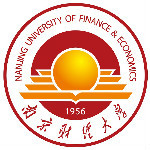 NANJING UNIVERSITY OF FINANCE & ECONOMICS
1956
南京财经大学